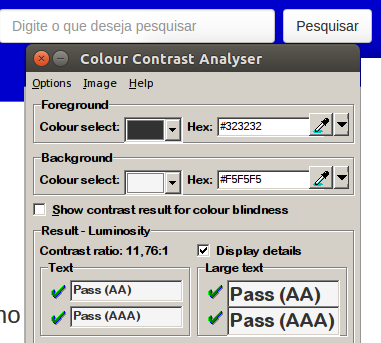 Digite o que deseja pesquisar Pesquisar
Colour Contrast Analyser
Options Image Help
Foreground
Colour select: Hex: #323232
Background
Colour select: Hex: #F5F5F5
Show contrast result for colour blindness
Result - Luminosity
Contrast ratio: 11,76:1 Display details
Text Large text
Pass (AA) Pass (AA)
Pass (AAA) Pass (AAA)
no